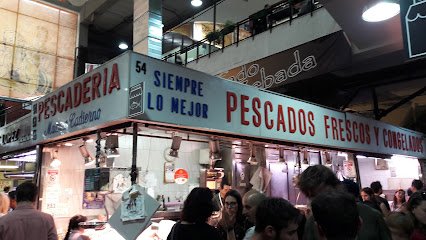 PESCADERIA
54
SIEMPRE
LO MEJOR
PESCADOS FRESCOS Y CONGELADOS